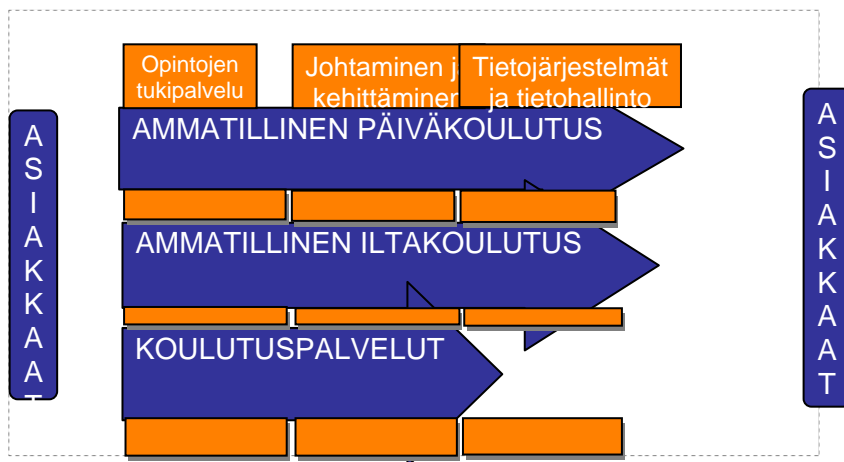 ASIAKKAAT
Opintojen
tukipalvelu
Johtaminen ja
kehittäminen
Tietojärjestelmät
ja tietohallinto
AMMATILLINEN PÄIVÄKOULUTUS
AMMATILLINEN ILTAKOULUTUS
KOULUTUSPALVELUT
ASIAKKAAT